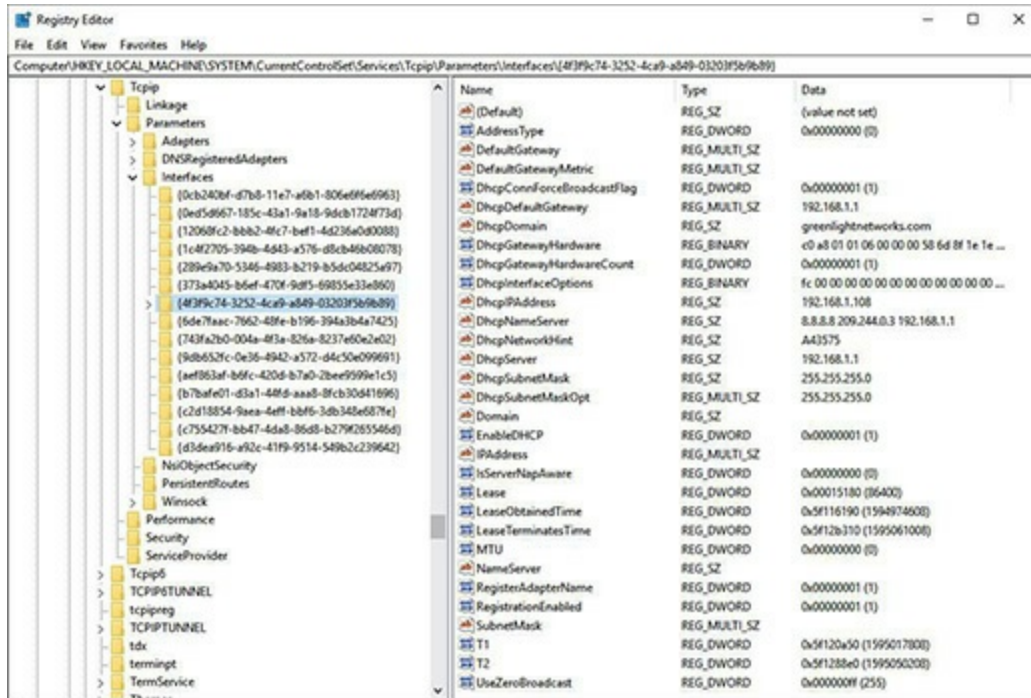 Registry Editor
File Edit View Favorites Help
Computer\HKEY_LOCAL_MACHINE\SYSTEM\CurrentControlSet\Services\Tcpip\Parameters\Interfaces\{4f3f9c74-3252-4ca9-a849-03203f5b9b89}
Tcpip
Linkage
Parameters
Adapters
DNSRegisteredAdapters
Interfaces
{0cb240bf-d7b8-11e7-a6b1-806e6f6e6963}
{0ed5d667-185c-43a1-9a18-9dcb1724f73d}
{12068fc2-bbb2-4fc7-bef1-4d236a0d0088}
{1c4f2705-394b-4d43-a576-d8cb46b08078}
{289e9a70-5346-4983-b219-b5dc04825a97}
{373a4045-b6ef-470f-9df5-69855e33e860}
{4f3f9c74-3252-4ca9-a849-03203f5b9b89}
{6de7faac-7662-48fe-b196-394a3b4a7425}
{743fa2b0-004a-4f3a-826a-8237e60e2e02}
{9db652fc-0e36-4942-a572-d4c50e099691}
{aef863af-b6fc-420d-b7a0-2bee9599e1c5}
{b7bafe01-d3a1-44fd-aaa8-8fcb30d41696}
{c2d18854-9aea-4eff-bbf6-3db348e687fe}
{c755427f-bb47-4da8-86d8-b279f265546d}
{d3dea916-a92c-41f9-9514-549b2c239642}
NsiObjectSecurity
PersistentRoutes
Winsock
Performance
Security
ServiceProvider
Tcpip6
TCPIP6TUNNEL
tcpipreg
TCPIPTUNNEL
tdx
terminpt
TermService
Name Type Data
(Default) REG_SZ (value not set)
AddressType REG_DWORD 0x00000000 (0)
DefaultGateway REG_MULTI_SZ
DefaultGatewayMetric REG_MULTI_SZ
DhcpConnForceBroadcastFlag REG_DWORD 0x00000001 (1)
DhcpDefaultGateway REG_MULTI_SZ 192.168.1.1
DhcpDomain REG_SZ greenlightnetworks.com
DhcpGatewayHardware REG_BINARY c0 a8 01 01 06 00 00 00 58 6d 8f 1e 1e ...
DhcpGatewayHardwareCount REG_DWORD 0x00000001 (1)
DhcpInterfaceOptions REG_BINARY fc 00 00 00 00 00 00 00 00 00 00 00 00 ...
DhcpIPAddress REG_SZ 192.168.1.108
DhcpNameServer REG_SZ 8.8.8.8 209.244.0.3 192.168.1.1
DhcpNetworkHint REG_SZ A43575
DhcpServer REG_SZ 192.168.1.1
DhcpSubnetMask REG_SZ 255.255.255.0
DhcpSubnetMaskOpt REG_MULTI_SZ 255.255.255.0
Domain REG_SZ
EnableDHCP REG_DWORD 0x00000001 (1)
IPAddress REG_MULTI_SZ
IsServerNapAware REG_DWORD 0x00000000 (0)
Lease REG_DWORD 0x00015180 (86400)
LeaseObtainedTime REG_DWORD 0x5f116190 (1594974608)
LeaseTerminatesTime REG_DWORD 0x5f12b310 (1595061008)
MTU REG_DWORD 0x00000000 (0)
NameServer REG_SZ
RegisterAdapterName REG_DWORD 0x00000001 (1)
RegistrationEnabled REG_DWORD 0x00000001 (1)
SubnetMask REG_MULTI_SZ
T1 REG_DWORD 0x5f120a50 (1595017808)
T2 REG_DWORD 0x5f1288e0 (1595050208)
UseZeroBroadcast REG_DWORD 0x000000ff (255)